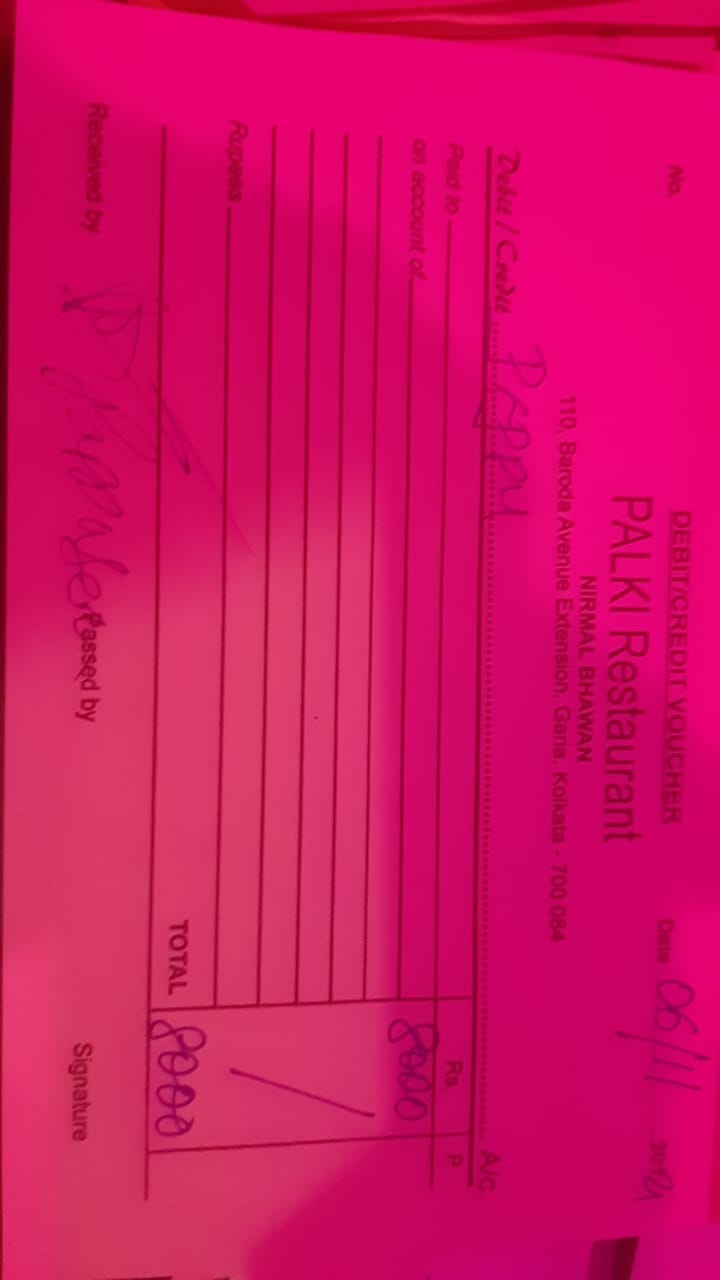 DEBIT/CREDIT VOUCHER
No.
PALKI Restaurant
Date 06/11 2024
NIRMAL BHAWAN
110, Baroda Avenue Extension, Garia, Kolkata - 700 084
Debit / Credit Pappu A/c.
Paid to Rs P
on account of 8000
Rupees
TOTAL 8000
Received by Passed by Signature